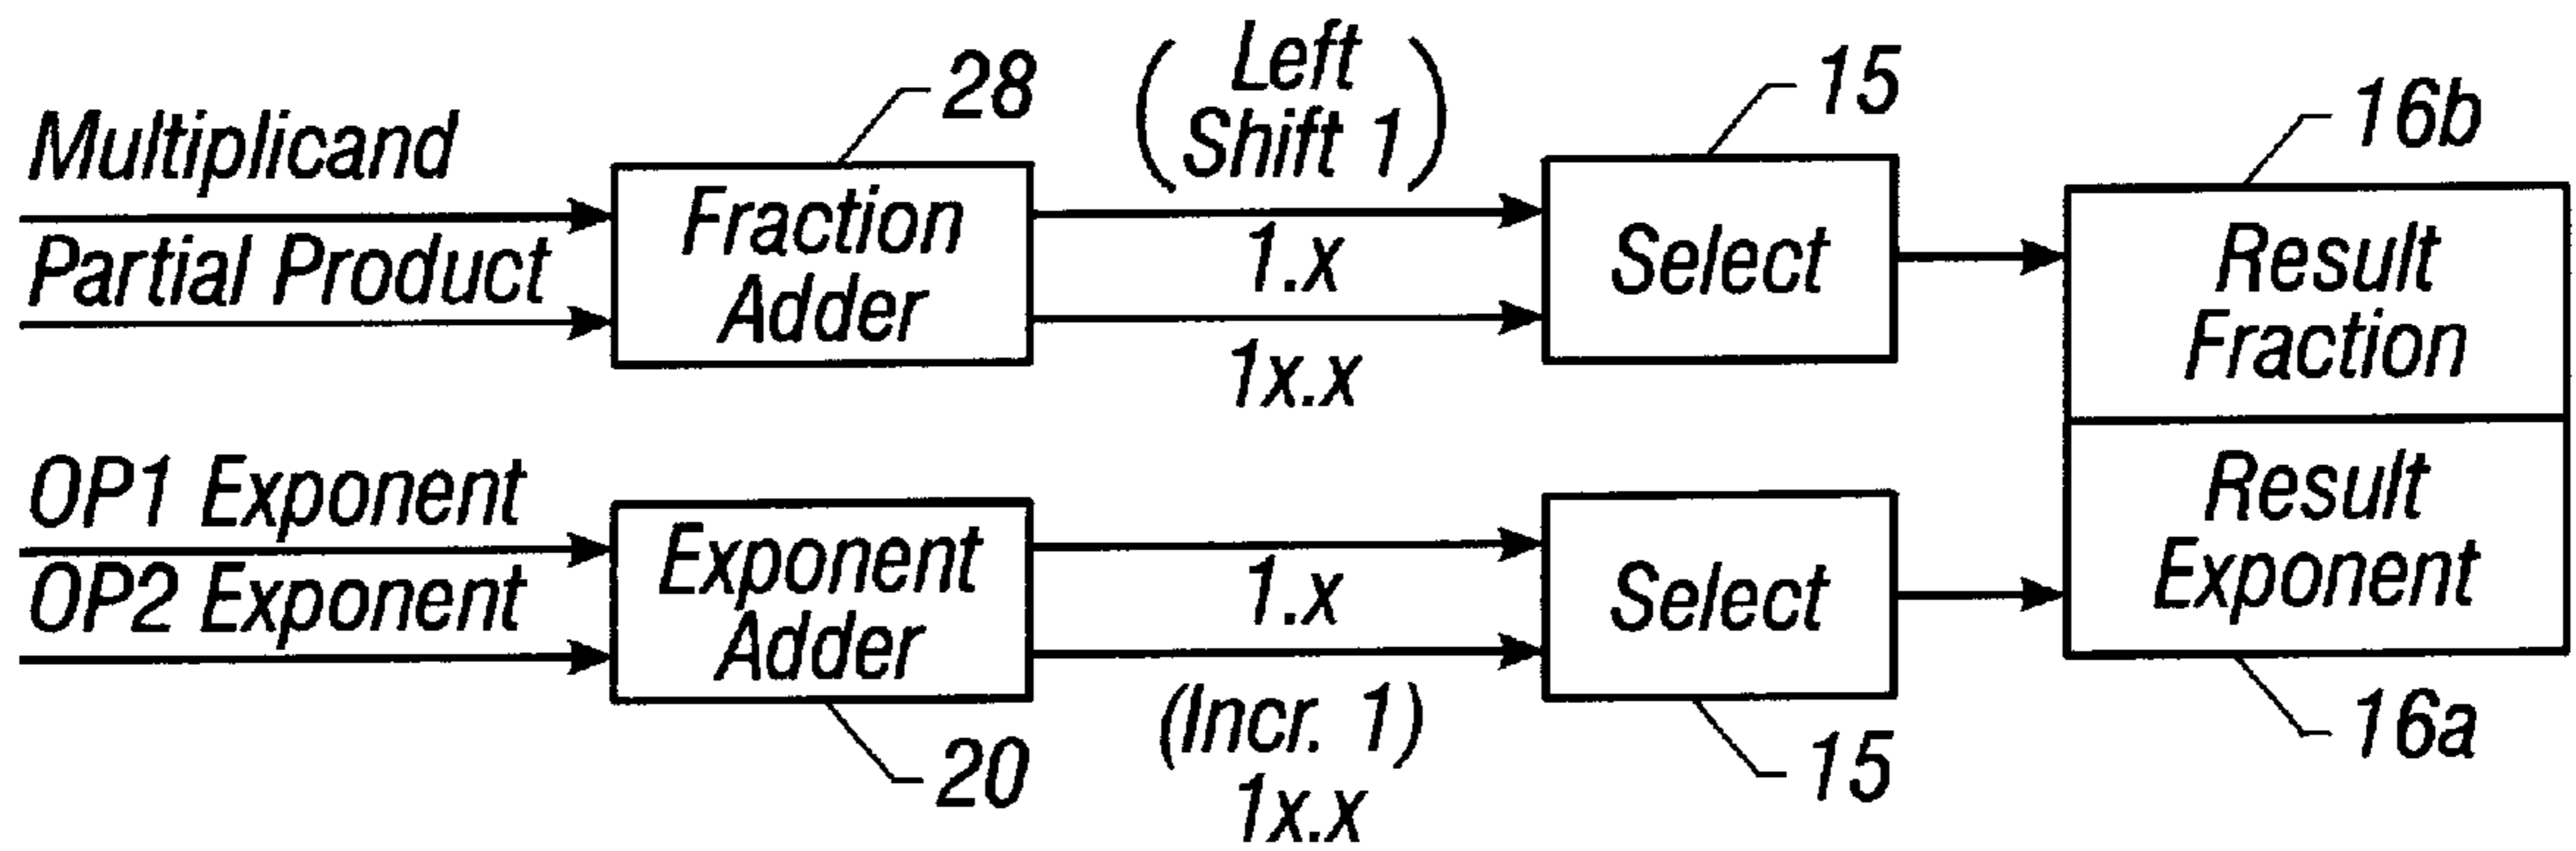 Multiplicand
Partial Product
28
Fraction
Adder
(Left
Shift 1)
1.x
1x.x
15
Select
16b
Result
Fraction
OP1 Exponent
OP2 Exponent
Exponent
Adder
20
1.x
(Incr. 1)
1x.x
Select
15
Result
Exponent
16a